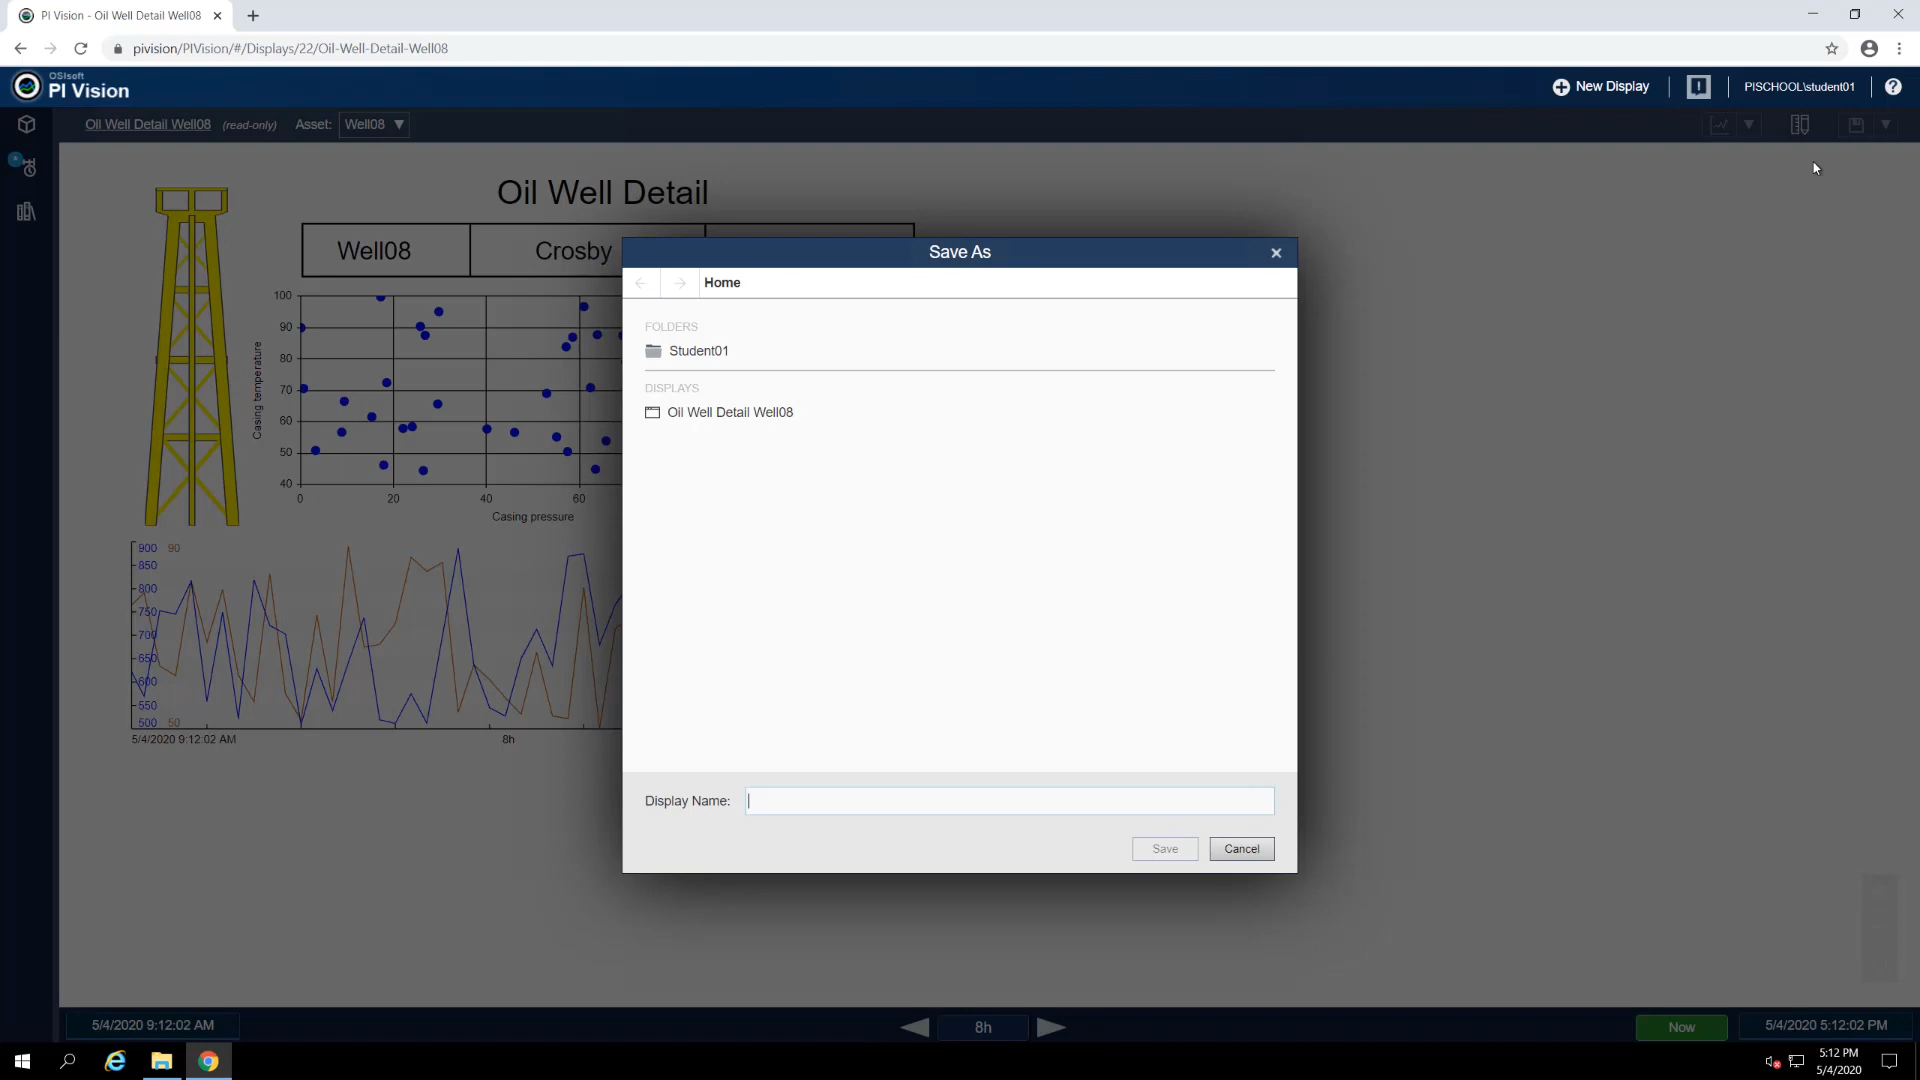 PI Vision - Oil Well Detail Well08
pivision/PIVision/#/Displays/22/Oil-Well-Detail-Well08
OSIsoft
PI Vision
New Display
PISCHOOL\student01
Oil Well Detail Well08 (read-only) Asset: Well08
Oil Well Detail
Well08 Crosby
Save As
Home
FOLDERS
Student01
DISPLAYS
Oil Well Detail Well08
Display Name:
Save Cancel
100
90
80
70
60
50
40
Casing temperature
0 20 40 60
Casing pressure
900 90
850
800
750
700
650
600
550
500 50
5/4/2020 9:12:02 AM 8h
5/4/2020 9:12:02 AM 8h Now 5/4/2020 5:12:02 PM
5:12 PM
5/4/2020